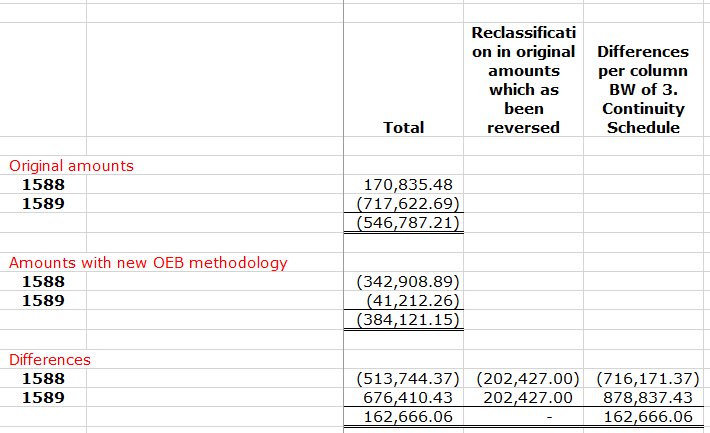 Reclassificati
on in original Differences
amounts per column
which as BW of 3.
been Continuity
Total reversed Schedule
Original amounts
1588 170,835.48
1589 (717,622.69)
(546,787.21)
Amounts with new OEB methodology
1588 (342,908.89)
1589 (41,212.26)
(384,121.15)
Differences
1588 (513,744.37) (202,427.00) (716,171.37)
1589 676,410.43 202,427.00 878,837.43
162,666.06 - 162,666.06